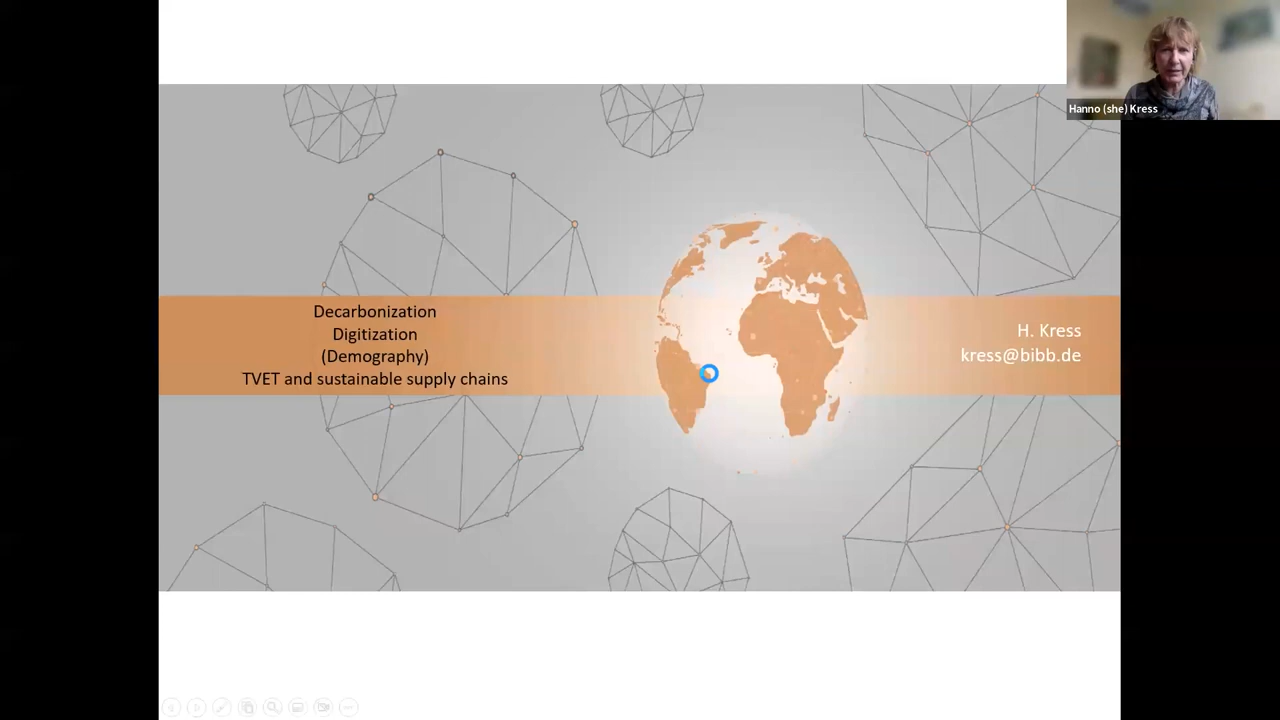 Hanno (she) Kress
Decarbonization
Digitization
(Demography)
TVET and sustainable supply chains
H. Kress
kress@bibb.de